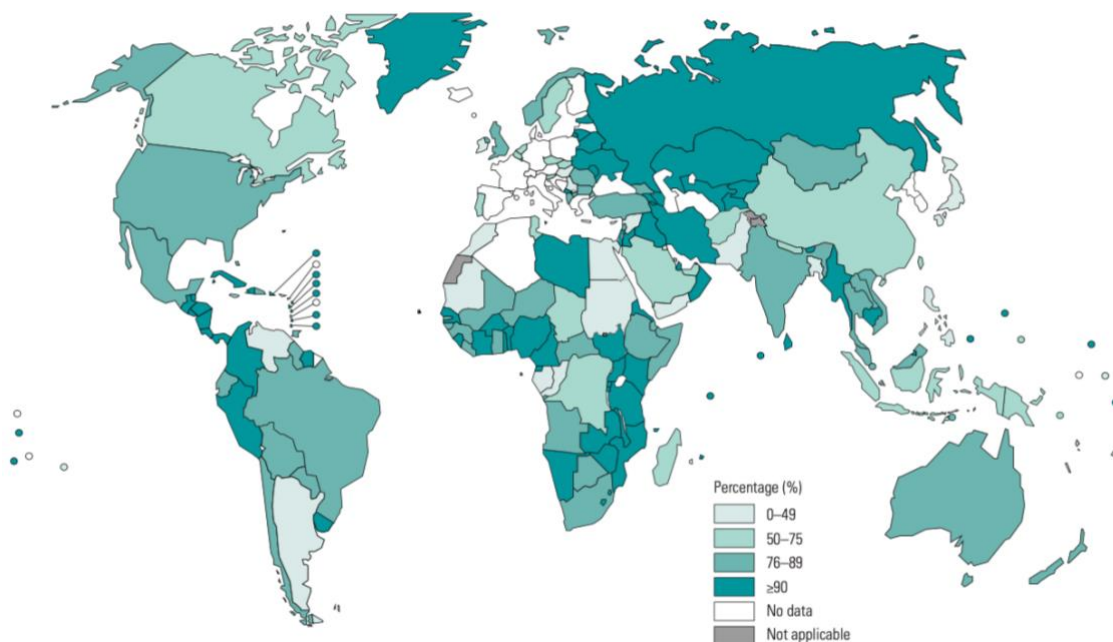 Percentage (%)
0–49
50–75
76–89
≥90
No data
Not applicable